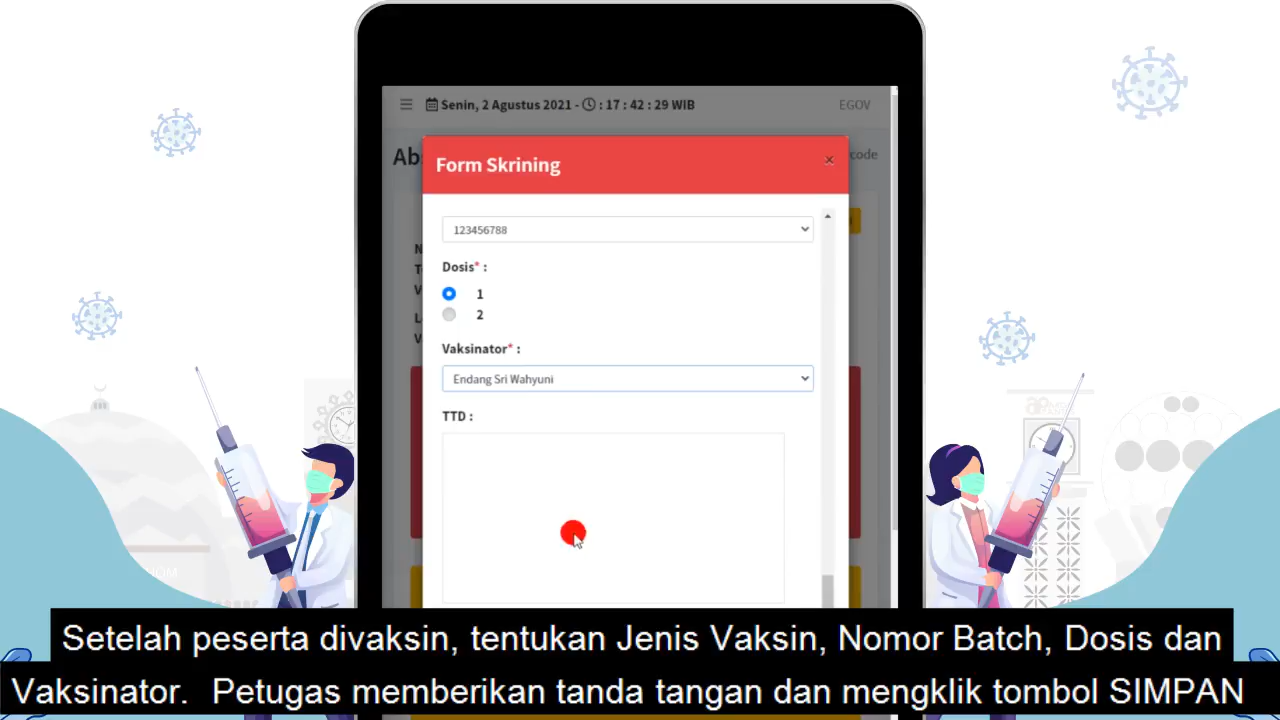 Senin, 2 Agustus 2021 - : 17 : 42 : 29 WIB
EGOV
Ab
code
Form Skrining
×
123456788
Dosis* :
1
2
Vaksinator* :
Endang Sri Wahyuni
TTD :
Setelah peserta divaksin, tentukan Jenis Vaksin, Nomor Batch, Dosis dan
Vaksinator. Petugas memberikan tanda tangan dan mengklik tombol SIMPAN